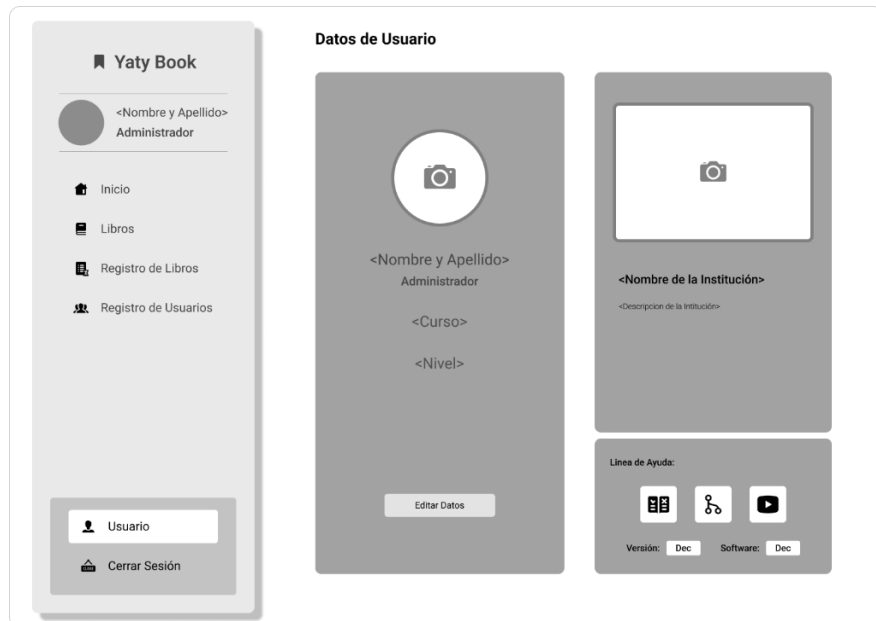 Yaty Book
<Nombre y Apellido>
Administrador
Inicio
Libros
Registro de Libros
Registro de Usuarios
Usuario
Cerrar Sesión
Datos de Usuario
<Nombre y Apellido>
Administrador
<Curso>
<Nivel>
Editar Datos
<Nombre de la Institución>
<Descripcion de la Intitución>
Linea de Ayuda:
Versión: Dec Software: Dec